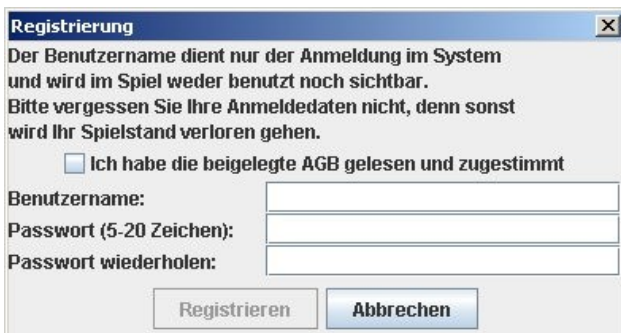 Registrierung
Der Benutzername dient nur der Anmeldung im System
und wird im Spiel weder benutzt noch sichtbar.
Bitte vergessen Sie Ihre Anmeldedaten nicht, denn sonst
wird Ihr Spielstand verloren gehen.
Ich habe die beigelegte AGB gelesen und zugestimmt
Benutzername:
Passwort (5-20 Zeichen):
Passwort wiederholen:
Registrieren Abbrechen